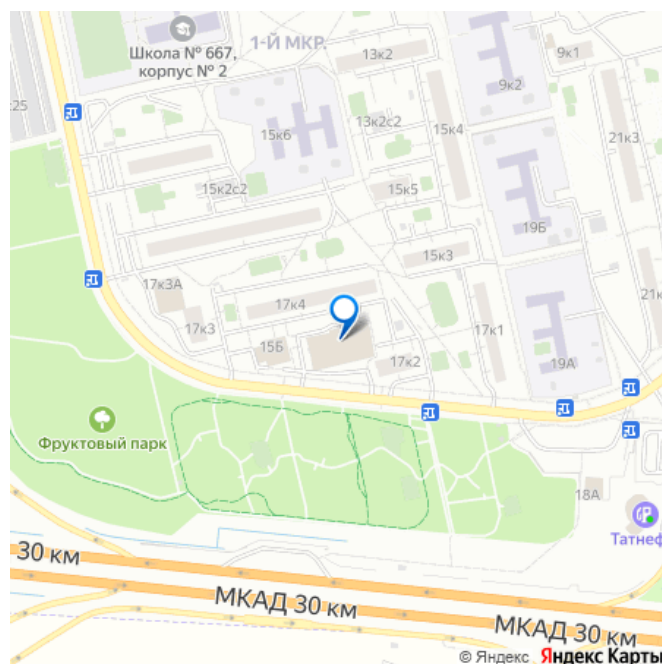 Школа № 667,
корпус № 2
1-Й МКР.
13к2
9к1
9к2
к25
13к2с2
15к4
21к3
15к6
15к2с2
15к5
19Б
15к3
17к3А
17к4
21к
17к3
15Б
17к1
17к2
19А
Фруктовый парк
18А
Татнеф
30 км
МКАД 30 км
МКАД 30 км
© Яндекс Яндекс Карты